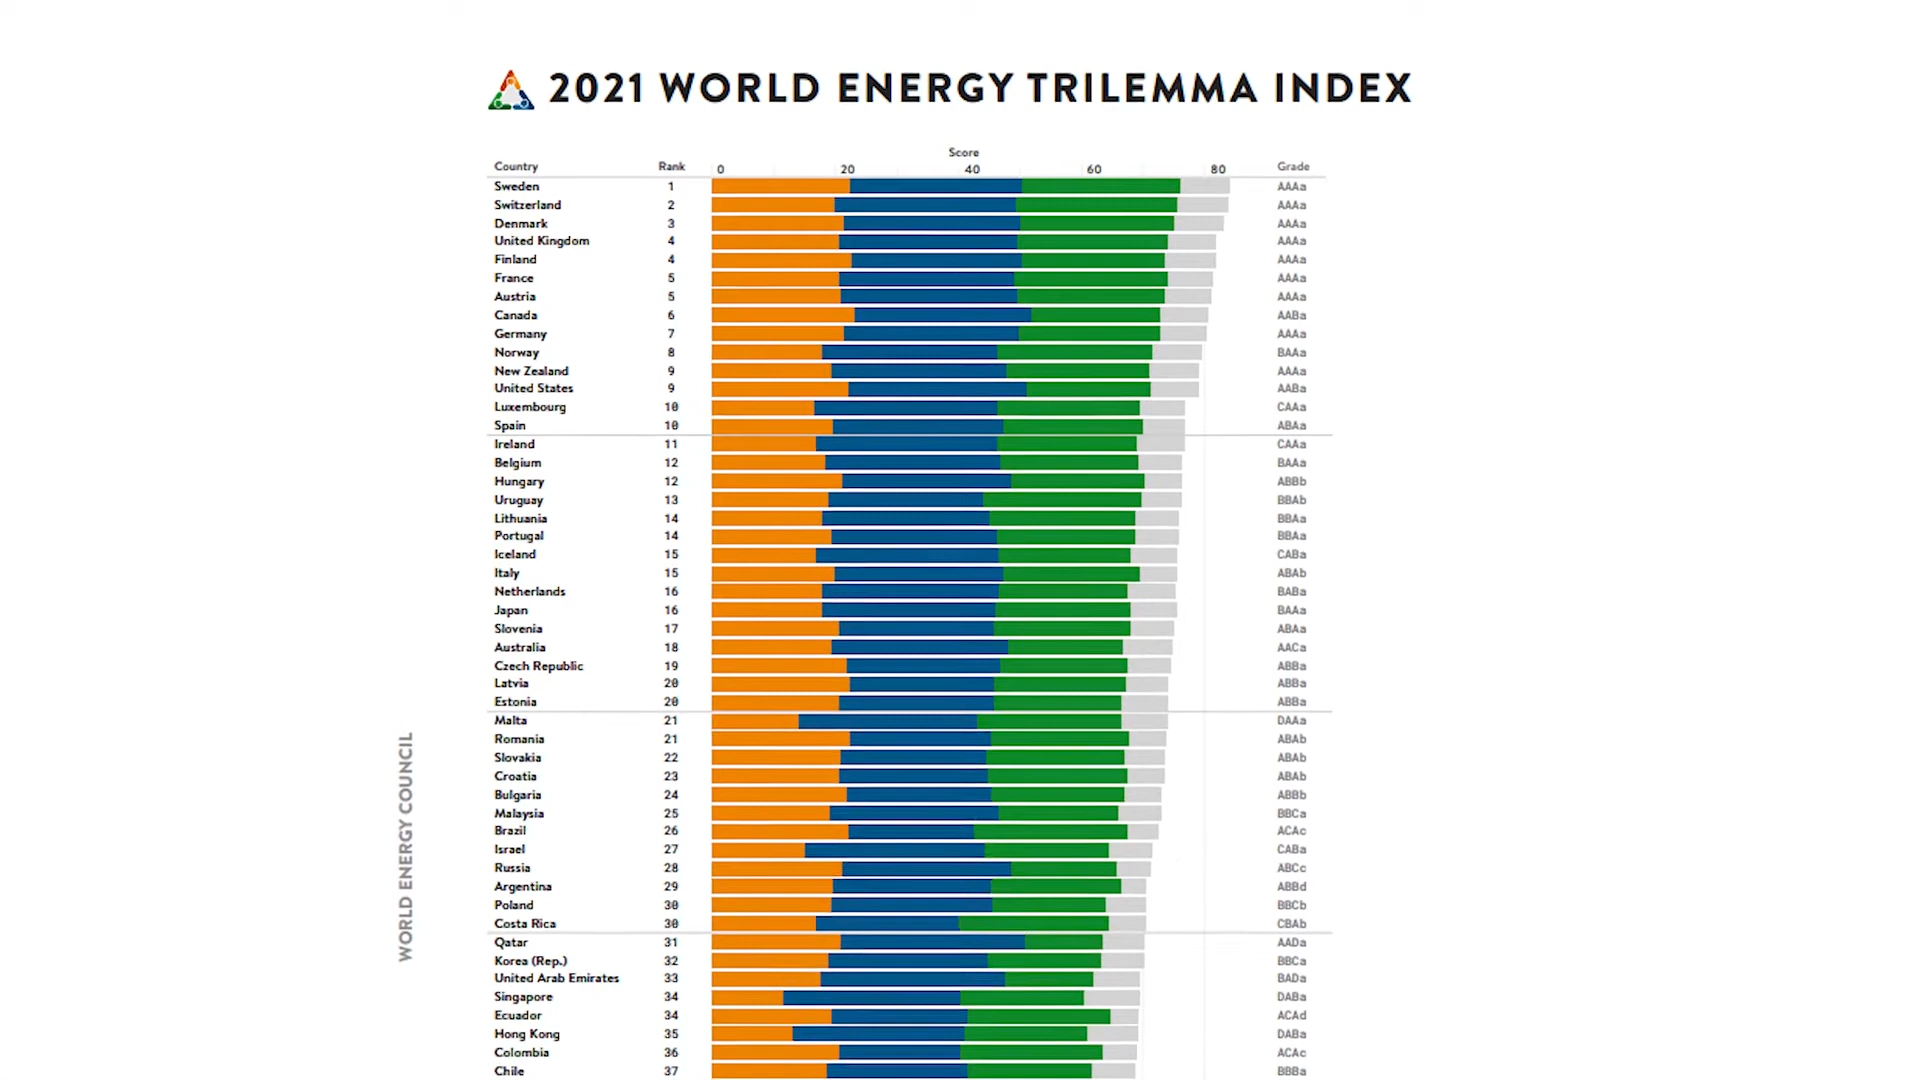 2021 WORLD ENERGY TRILEMMA INDEX
Score
Country Rank 0 20 40 60 80 Grade
Sweden 1 AAAa
Switzerland 2 AAAa
Denmark 3 AAAa
United Kingdom 4 AAAa
Finland 4 AAAa
France 5 AAAa
Austria 5 AAAa
Canada 6 AABa
Germany 7 AAAa
Norway 8 BAAa
New Zealand 9 AAAa
United States 9 AABa
Luxembourg 10 CAAa
Spain 10 ABAa
Ireland 11 CAAa
Belgium 12 BAAa
Hungary 12 ABBb
Uruguay 13 BBAb
Lithuania 14 BBAa
Portugal 14 BBAa
Iceland 15 CABa
Italy 15 ABAb
Netherlands 16 BABa
Japan 16 BAAa
Slovenia 17 ABAa
Australia 18 AACa
Czech Republic 19 ABBa
Latvia 20 ABBa
Estonia 20 ABBa
Malta 21 DAAa
Romania 21 ABAb
Slovakia 22 ABAb
Croatia 23 ABAb
Bulgaria 24 ABBb
Malaysia 25 BBCa
Brazil 26 ACAc
Israel 27 CABa
Russia 28 ABCc
Argentina 29 ABBd
Poland 30 BBCb
Costa Rica 30 CBAb
Qatar 31 AADa
Korea (Rep.) 32 BBCa
United Arab Emirates 33 BADa
Singapore 34 DABa
Ecuador 34 ACAd
Hong Kong 35 DABa
Colombia 36 ACAc
Chile 37 BBBa
WORLD ENERGY COUNCIL